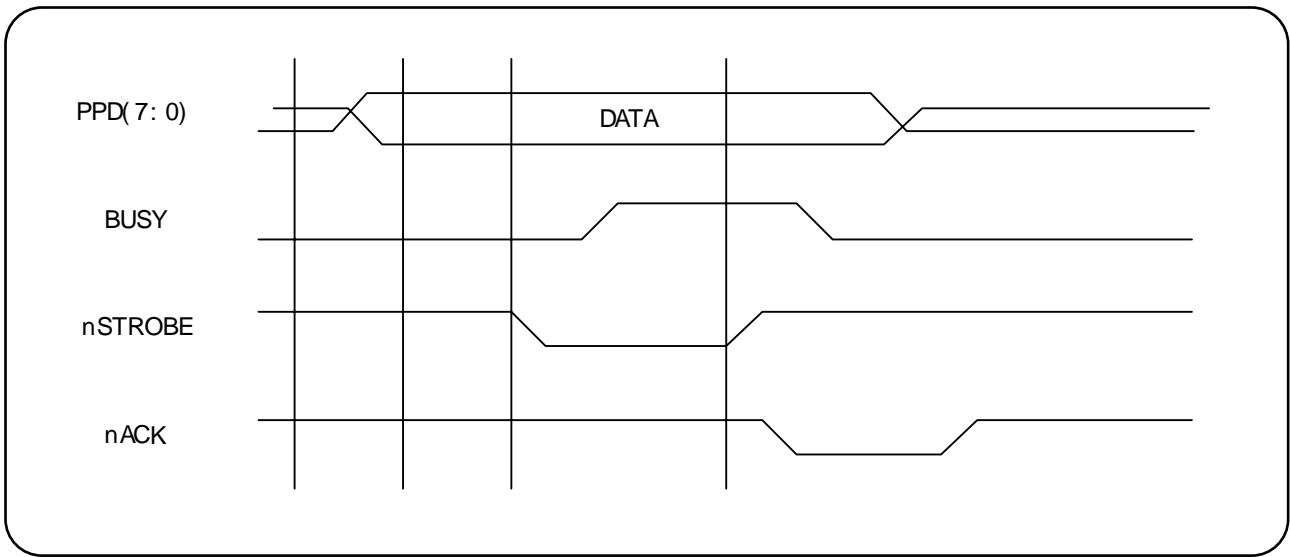 PPD(7:0)
DATA
BUSY
nSTROBE
nACK